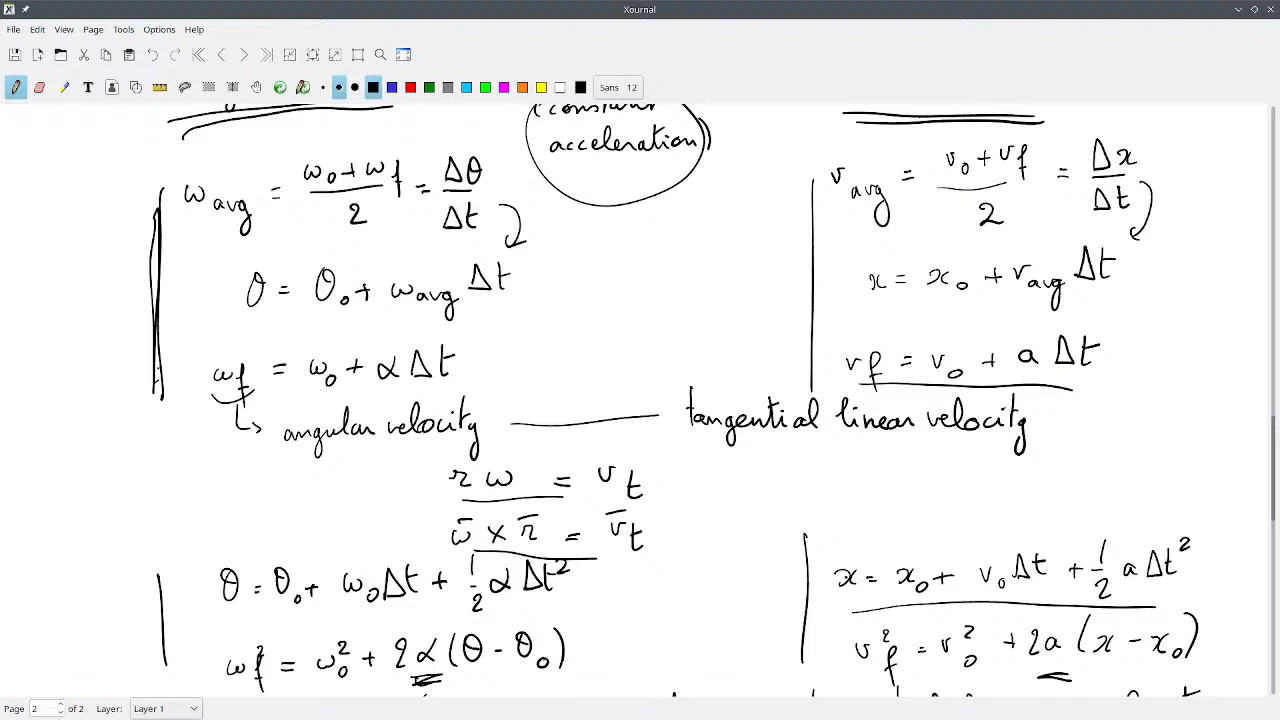 Xournal
File Edit View Page Tools Options Help
Sans 12
(constant
acceleration)
ω avg = (ω₀ + ωf)/2 = Δθ/Δt
v avg = (v₀ + vf)/2 = Δx/Δt
θ = θ₀ + ω avg Δt
x = x₀ + v avg Δt
ωf = ω₀ + α Δt
vf = v₀ + a Δt
↳ angular velocity —— tangential linear velocity
r ω = v t
ω̄ × r̄ = v̄ t
θ = θ₀ + ω₀Δt + 1/2 α Δt²
x = x₀ + v₀Δt + 1/2 a Δt²
ωf² = ω₀² + 2α (θ - θ₀)
vf² = v₀² + 2a (x - x₀)
Page 2 of 2 Layer: Layer 1